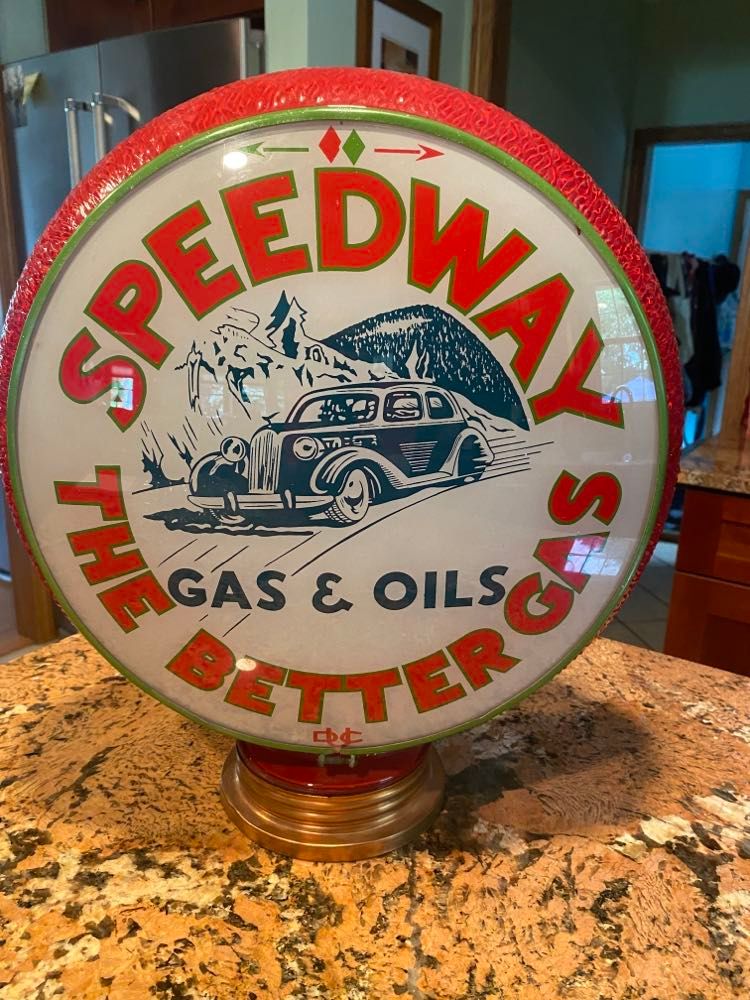 SPEEDWAY
GAS & OILS
THE BETTER GAS